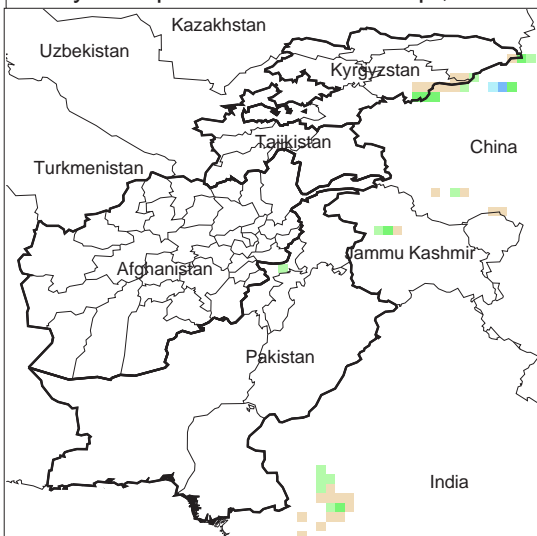 Kazakhstan
Uzbekistan
Kyrgyzstan
China
Tajikistan
Turkmenistan
Jammu Kashmir
Afghanistan
Pakistan
India